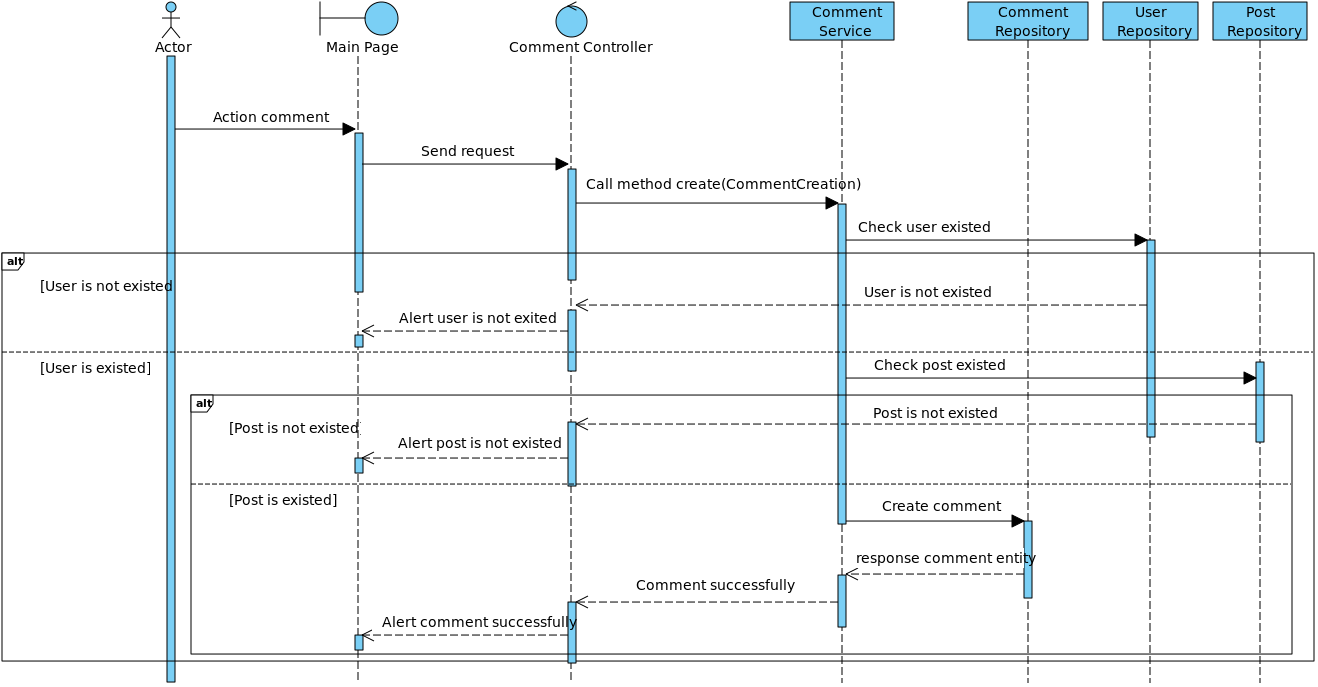 Actor
Main Page
Comment Controller
Comment
Service
Comment
Repository
User
Repository
Post
Repository
Action comment
Send request
Call method create(CommentCreation)
Check user existed
alt
[User is not existed
User is not existed
Alert user is not exited
[User is existed]
Check post existed
alt
[Post is not existed
Post is not existed
Alert post is not existed
[Post is existed]
Create comment
response comment entity
Comment successfully
Alert comment successfully